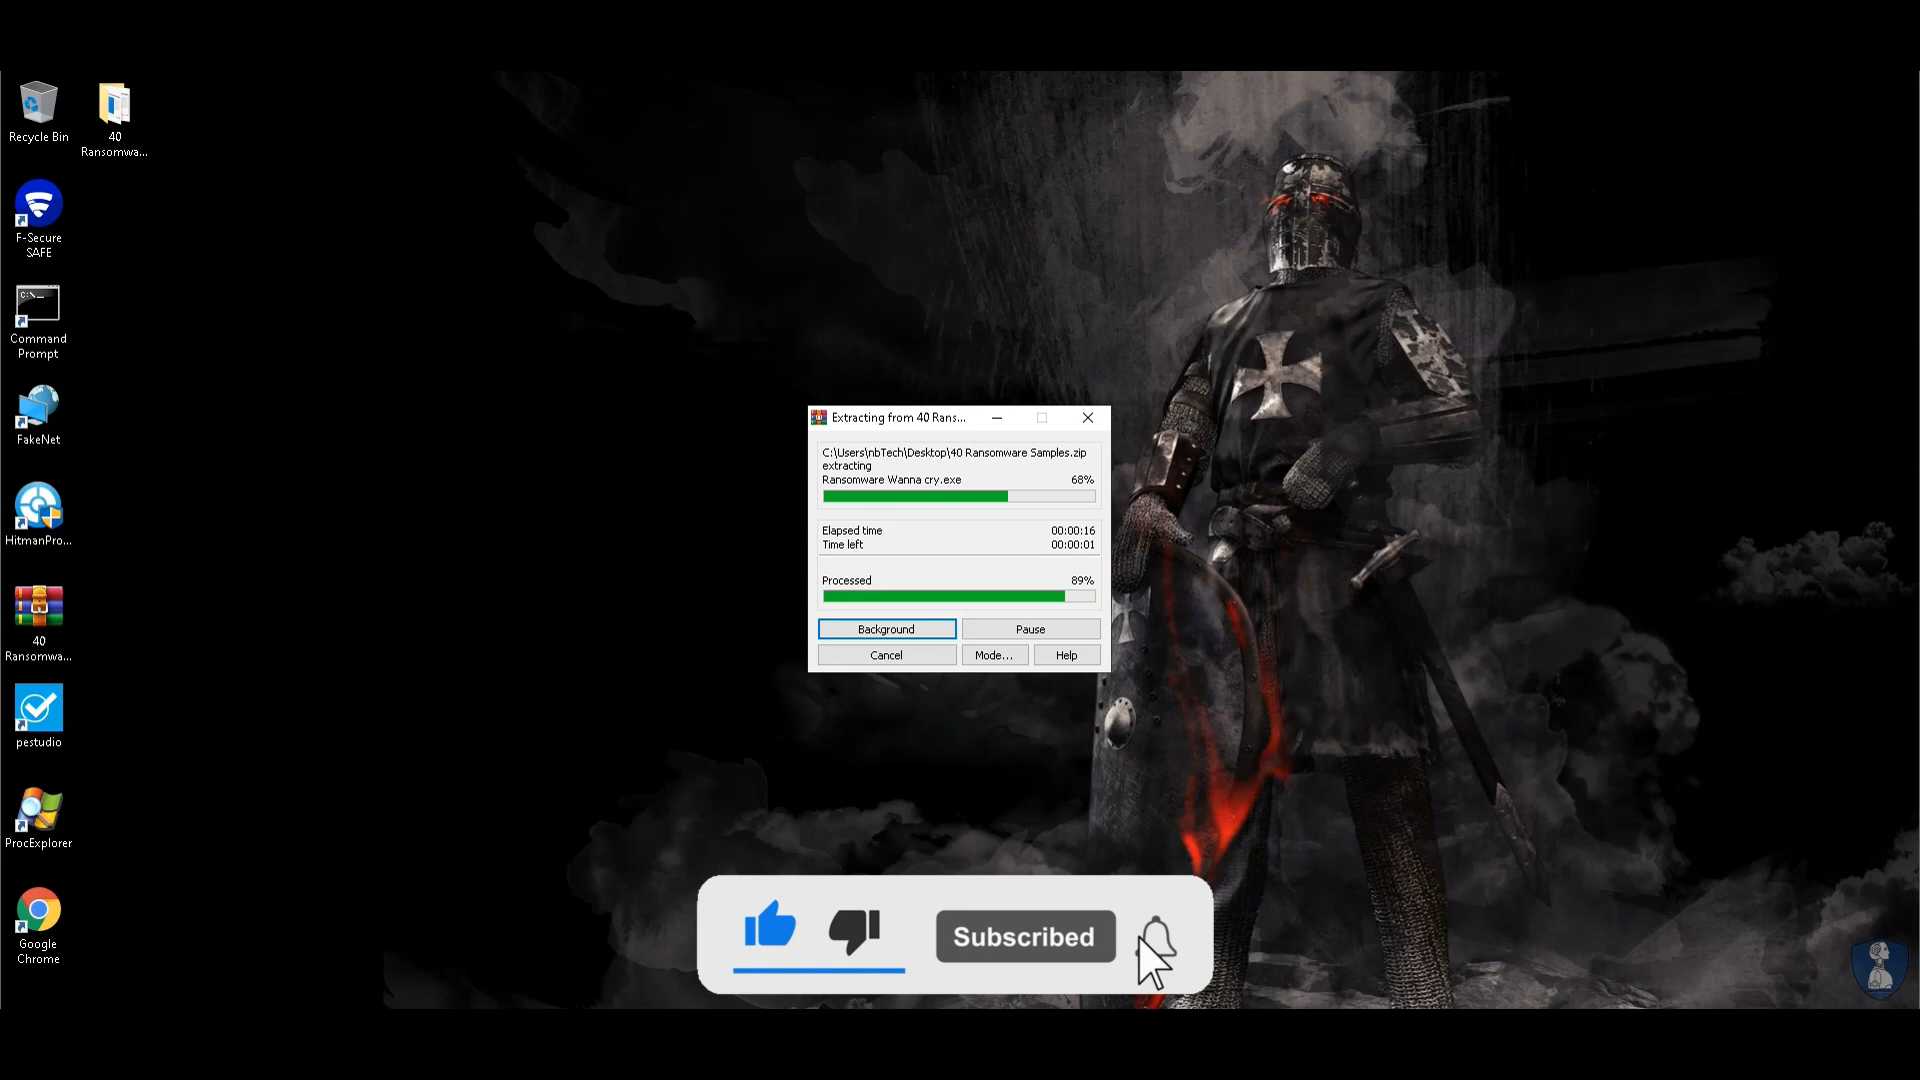 Recycle Bin
40
Ransomwa...
F-Secure
SAFE
C:\_
Command
Prompt
FakeNet
HitmanPro...
40
Ransomwa...
pestudio
ProcExplorer
Google
Chrome
Extracting from 40 Rans...
C:\Users\nbTech\Desktop\40 Ransomware Samples.zip
extracting
Ransomware Wanna cry.exe 68%
Elapsed time 00:00:16
Time left 00:00:01
Processed 89%
Background Pause
Cancel Mode... Help
Subscribed